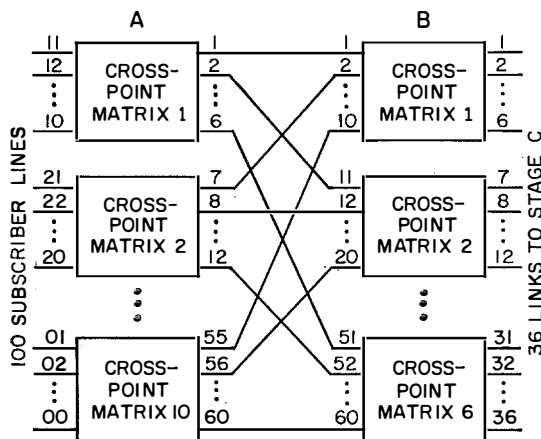 A B
11 1 1 1
12 CROSS- 2 2 CROSS- 2
POINT POINT
10 MATRIX 1 6 10 MATRIX 1 6
21 7 11 7
22 CROSS- 8 12 CROSS- 8
POINT POINT
20 MATRIX 2 12 20 MATRIX 2 12
01 55 51 31
02 CROSS- 56 52 CROSS- 32
POINT POINT
00 MATRIX 10 60 60 MATRIX 6 36
100 SUBSCRIBER LINES
36 LINKS TO STAGE C